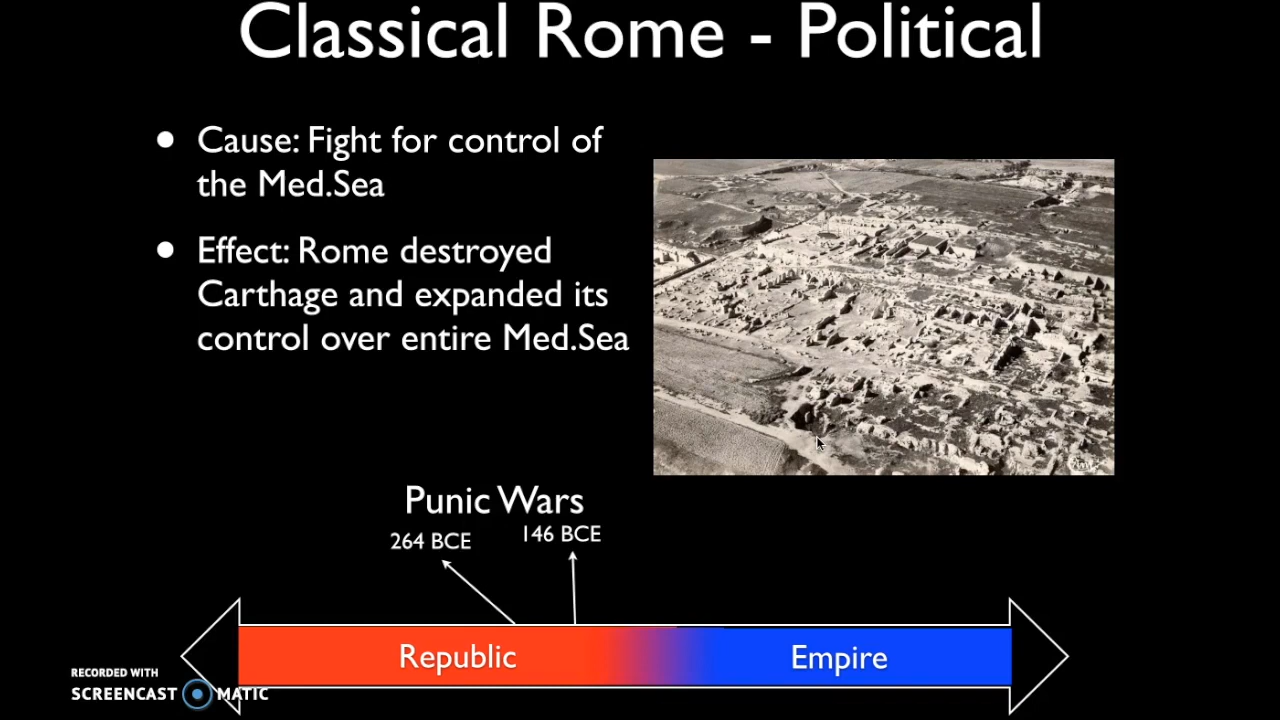 Classical Rome - Political
Cause: Fight for control of
the Med.Sea
Effect: Rome destroyed
Carthage and expanded its
control over entire Med.Sea
Punic Wars
264 BCE
146 BCE
Republic
Empire
RECORDED WITH
SCREENCAST MATIC